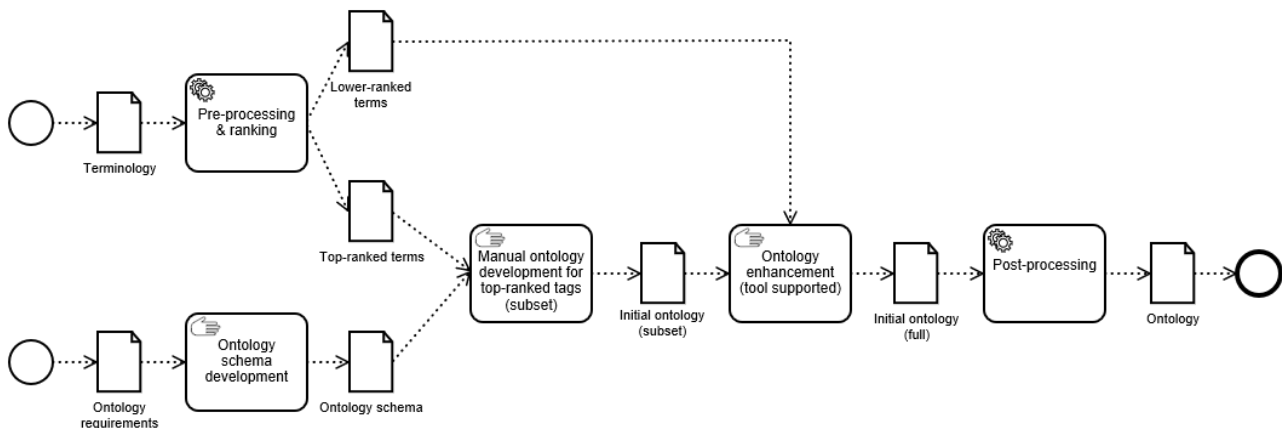 Lower-ranked
terms
Pre-processing
& ranking
Terminology
Top-ranked terms
Manual ontology
development for
top-ranked tags
(subset)
Initial ontology
(subset)
Ontology
enhancement
(tool supported)
Initial ontology
(full)
Post-processing
Ontology
Ontology
schema
development
Ontology
requirements
Ontology schema